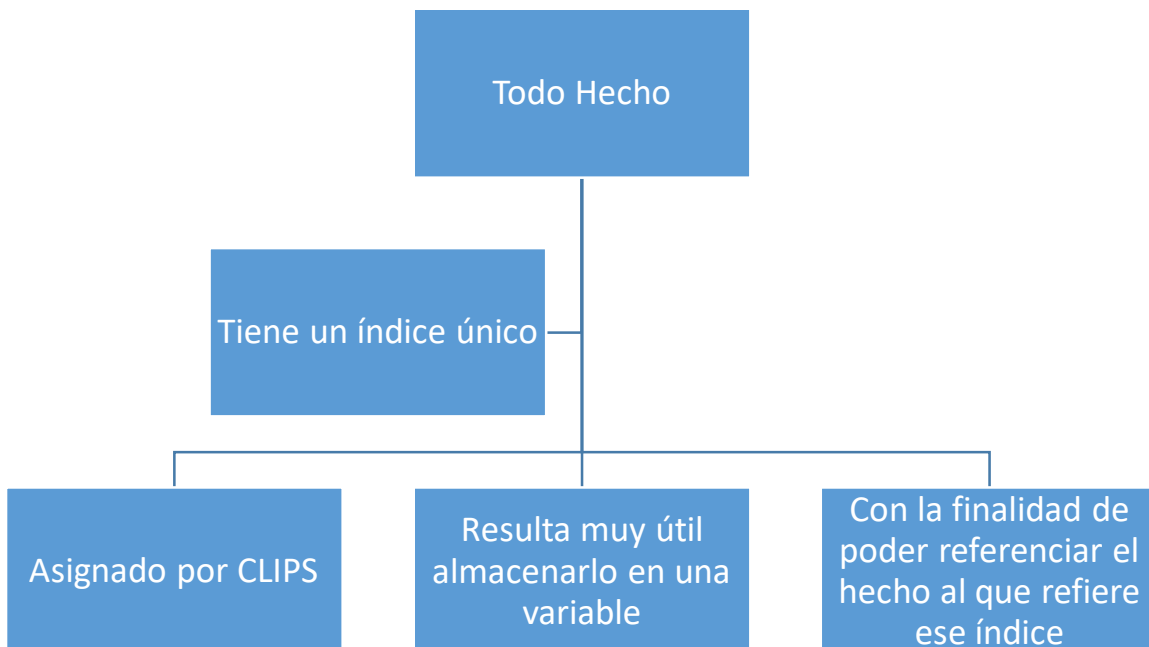 Todo Hecho
Tiene un índice único
Asignado por CLIPS
Resulta muy útil
almacenarlo en una
variable
Con la finalidad de
poder referenciar el
hecho al que refiere
ese índice